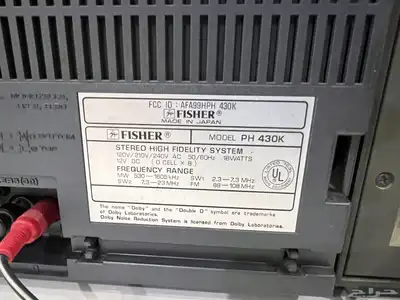 FCC ID : AFA99HPH 430K
FISHER®
MADE IN JAPAN
FISHER® MODEL PH 430K
STEREO HIGH FIDELITY SYSTEM
120V/210V/240V AC 50/60Hz 18WATTS
12V DC (D CELL × 8)
FREQUENCY RANGE
MW 530–1605 kHz SW1 2.3–7.3 MHz
SW2 7.3–23 MHz FM 88–108 MHz
UL
The name "Dolby" and the "Double D" symbol are trademarks
of Dolby Laboratories.
Dolby Noise Reduction System is licensed from Dolby Laboratories.
حراج